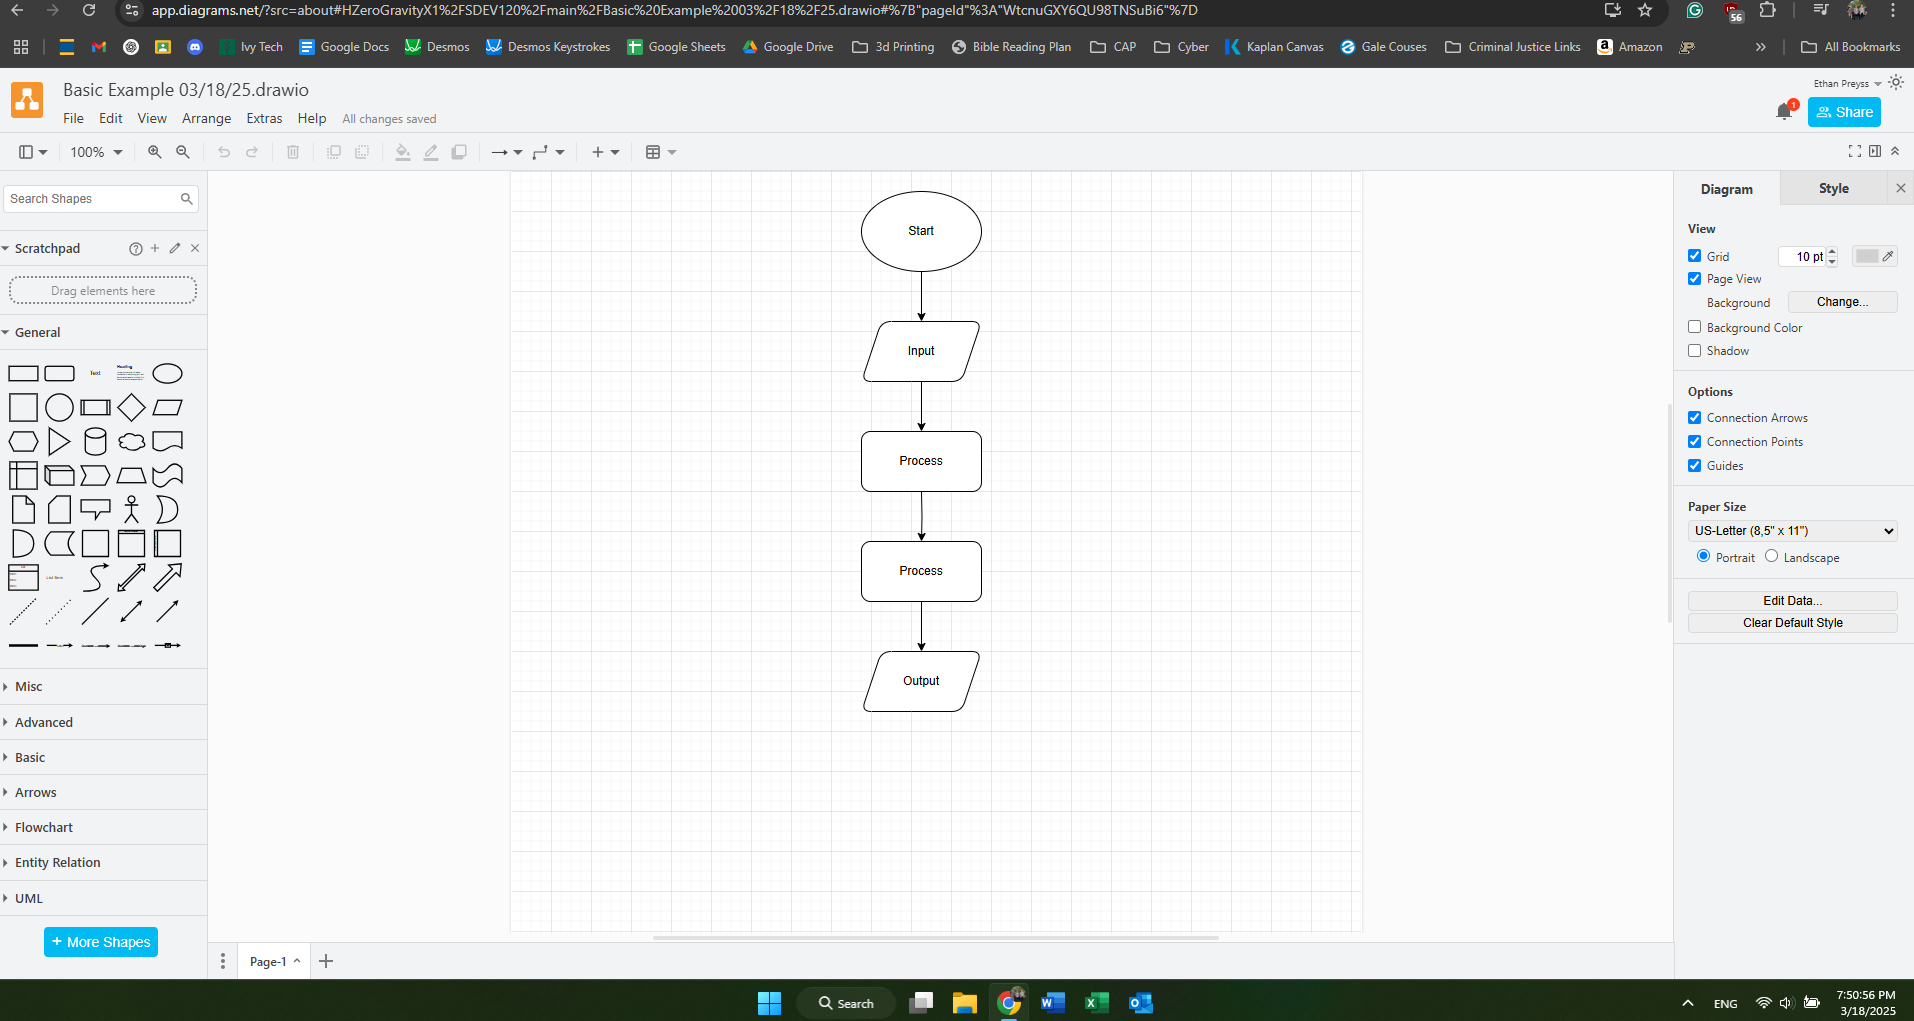 app.diagrams.net/?src=about#HZeroGravityX1%2FSDEV120%2Fmain%2FBasic%20Example%2003%2F18%2F25.drawio#%7B"pageId"%3A"WtcnuGXY6QU98TNSuBi6"%7D
56
Ivy Tech Google Docs Desmos Desmos Keystrokes Google Sheets Google Drive 3d Printing Bible Reading Plan CAP Cyber Kaplan Canvas Gale Couses Criminal Justice Links Amazon » All Bookmarks
Basic Example 03/18/25.drawio
Ethan Preyss
File Edit View Arrange Extras Help All changes saved
1
Share
100%
Search Shapes
Scratchpad
Drag elements here
General
Text
Heading
List Item
Misc
Advanced
Basic
Arrows
Flowchart
Entity Relation
UML
+ More Shapes
Start
Input
Process
Process
Output
Page-1
Diagram Style
View
Grid 10 pt
Page View
Background Change...
Background Color
Shadow
Options
Connection Arrows
Connection Points
Guides
Paper Size
US-Letter (8,5" x 11")
Portrait Landscape
Edit Data...
Clear Default Style
Search
ENG
7:50:56 PM
3/18/2025